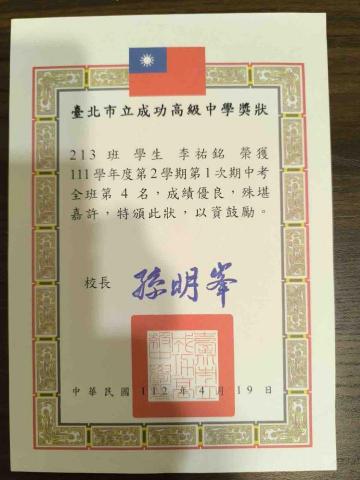 臺北市立成功高級中學獎狀
213 班 學生 李祐銘 榮獲
111學年度第2學期第1次期中考
全班第 4 名，成績優良，殊堪
嘉許，特頒此狀，以資鼓勵。
校長 孫明峯
中華民國 112 年 4 月 19 日